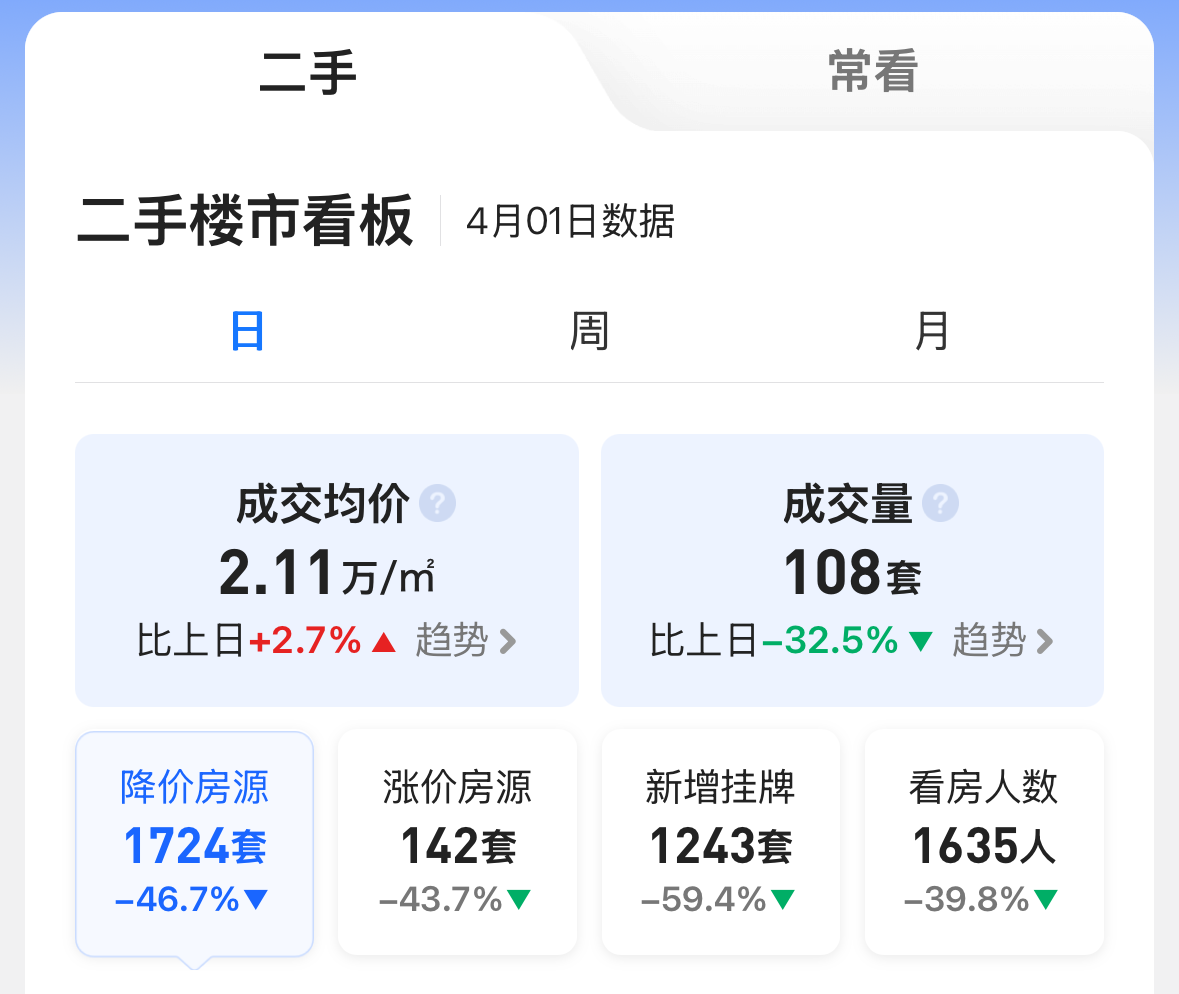 二手
常看
二手楼市看板
4月01日数据
日
周
月
成交均价 ?
2.11万/㎡
比上日+2.7%▲ 趋势 >
成交量 ?
108套
比上日-32.5%▼ 趋势 >
降价房源
1724套
-46.7%▼
涨价房源
142套
-43.7%▼
新增挂牌
1243套
-59.4%▼
看房人数
1635人
-39.8%▼